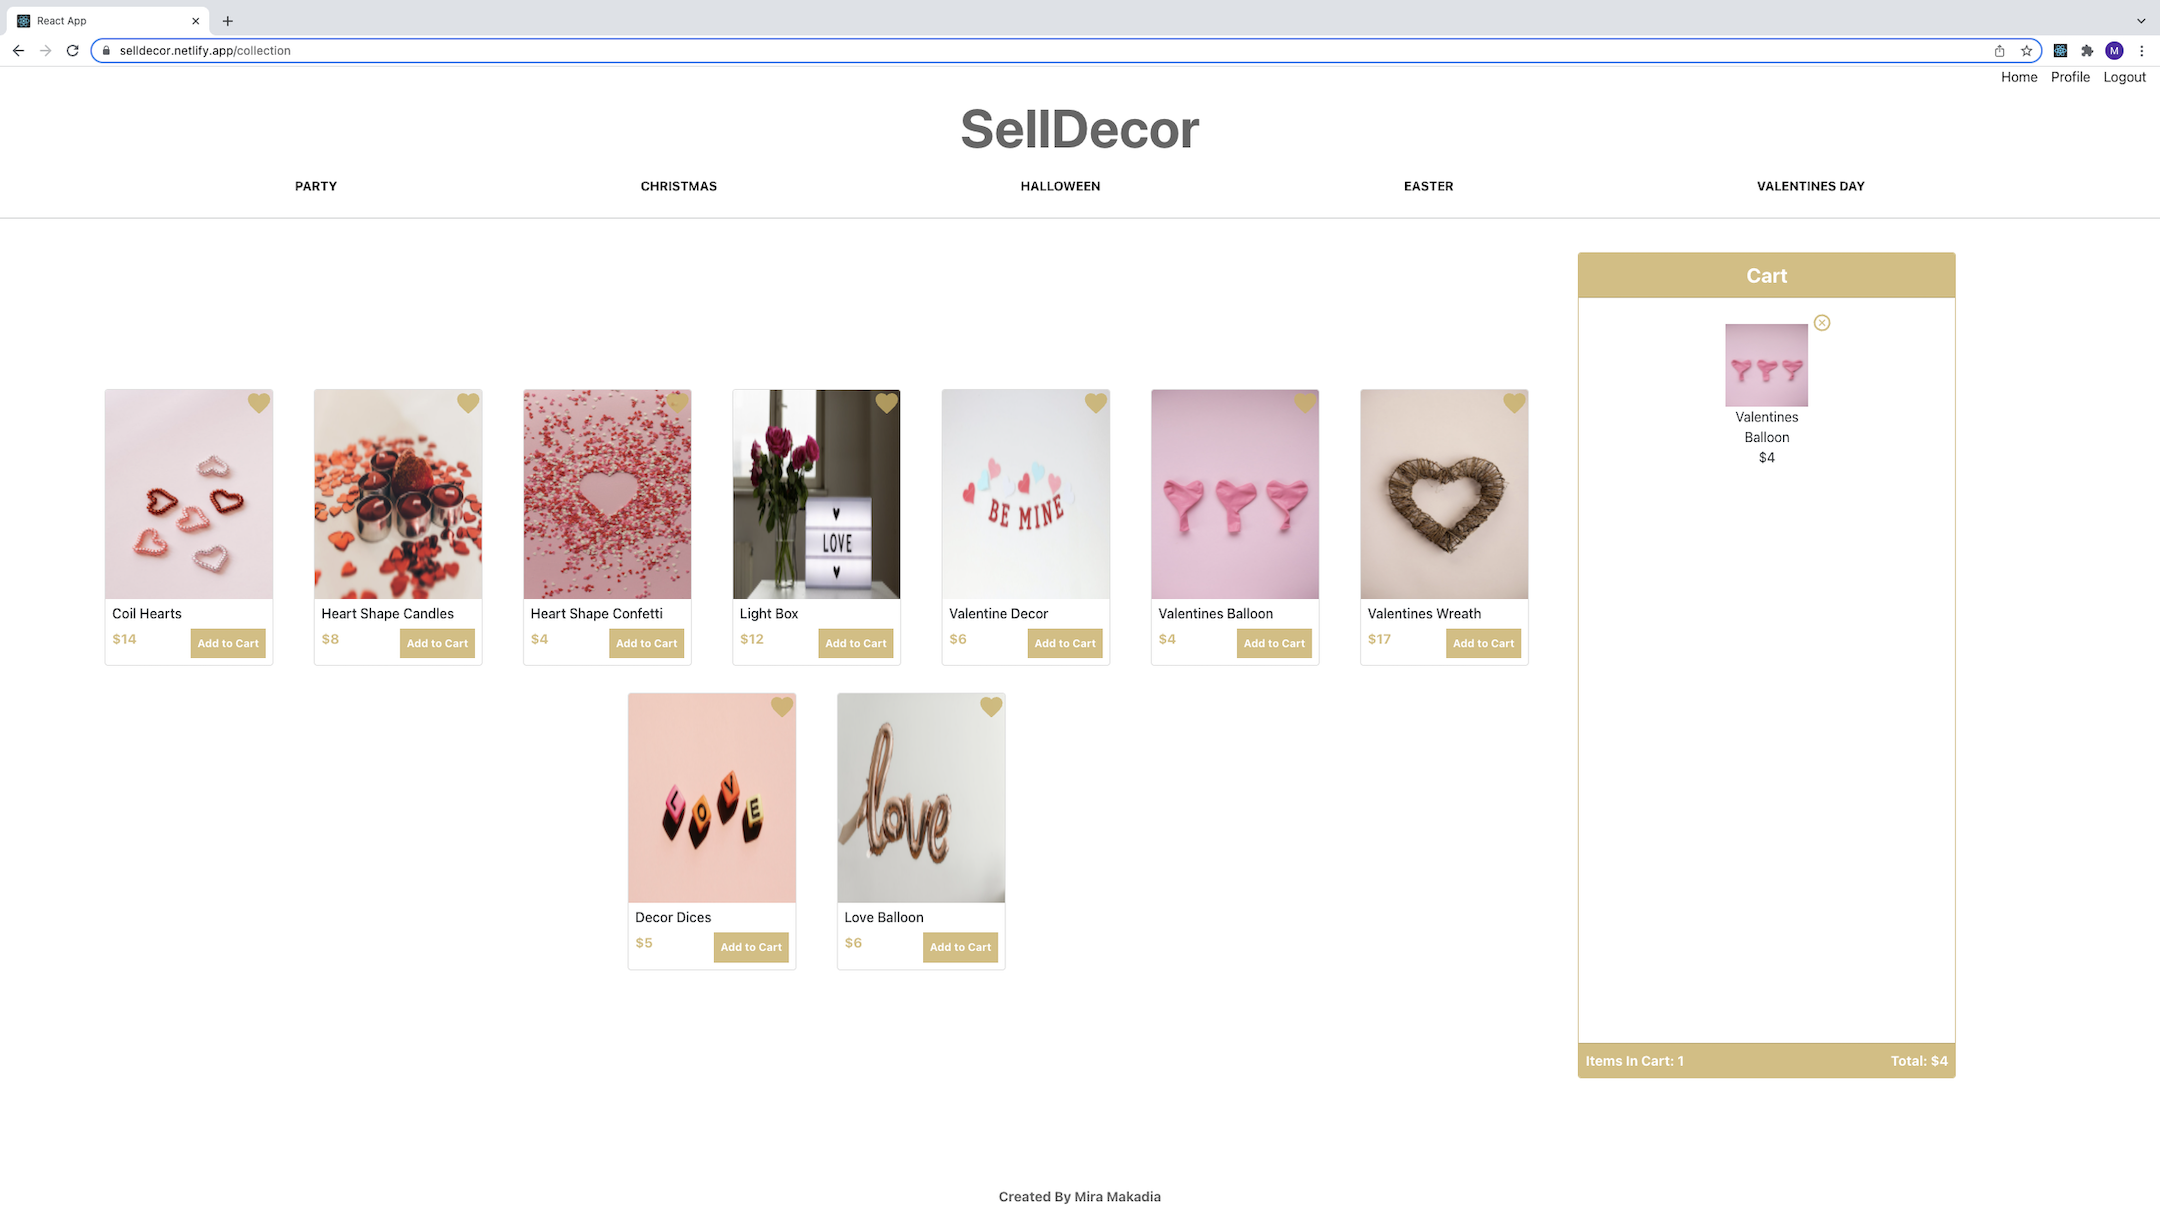 React App
selldecor.netlify.app/collection
M
Home Profile Logout
SellDecor
PARTY CHRISTMAS HALLOWEEN EASTER VALENTINES DAY
Cart
Valentines
Balloon
$4
LOVE
BE MINE
Coil Hearts
$14 Add to Cart
Heart Shape Candles
$8 Add to Cart
Heart Shape Confetti
$4 Add to Cart
Light Box
$12 Add to Cart
Valentine Decor
$6 Add to Cart
Valentines Balloon
$4 Add to Cart
Valentines Wreath
$17 Add to Cart
LOVE
love
Decor Dices
$5 Add to Cart
Love Balloon
$6 Add to Cart
Items In Cart: 1 Total: $4
Created By Mira Makadia